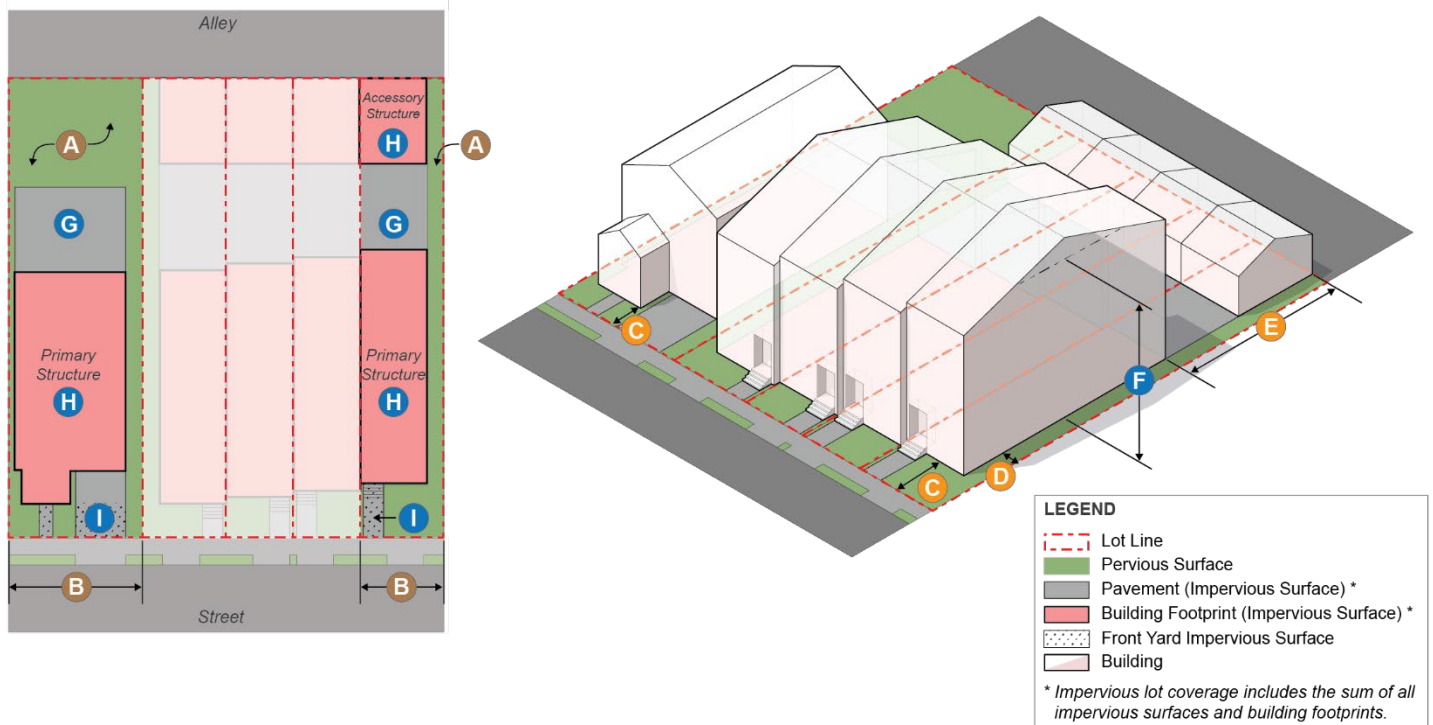 Alley
Accessory
Structure
H
A
A
G
G
Primary
Structure
H
Primary
Structure
H
I
I
B
B
Street
C
C
D
E
F
LEGEND
Lot Line
Pervious Surface
Pavement (Impervious Surface) *
Building Footprint (Impervious Surface) *
Front Yard Impervious Surface
Building
* Impervious lot coverage includes the sum of all
impervious surfaces and building footprints.